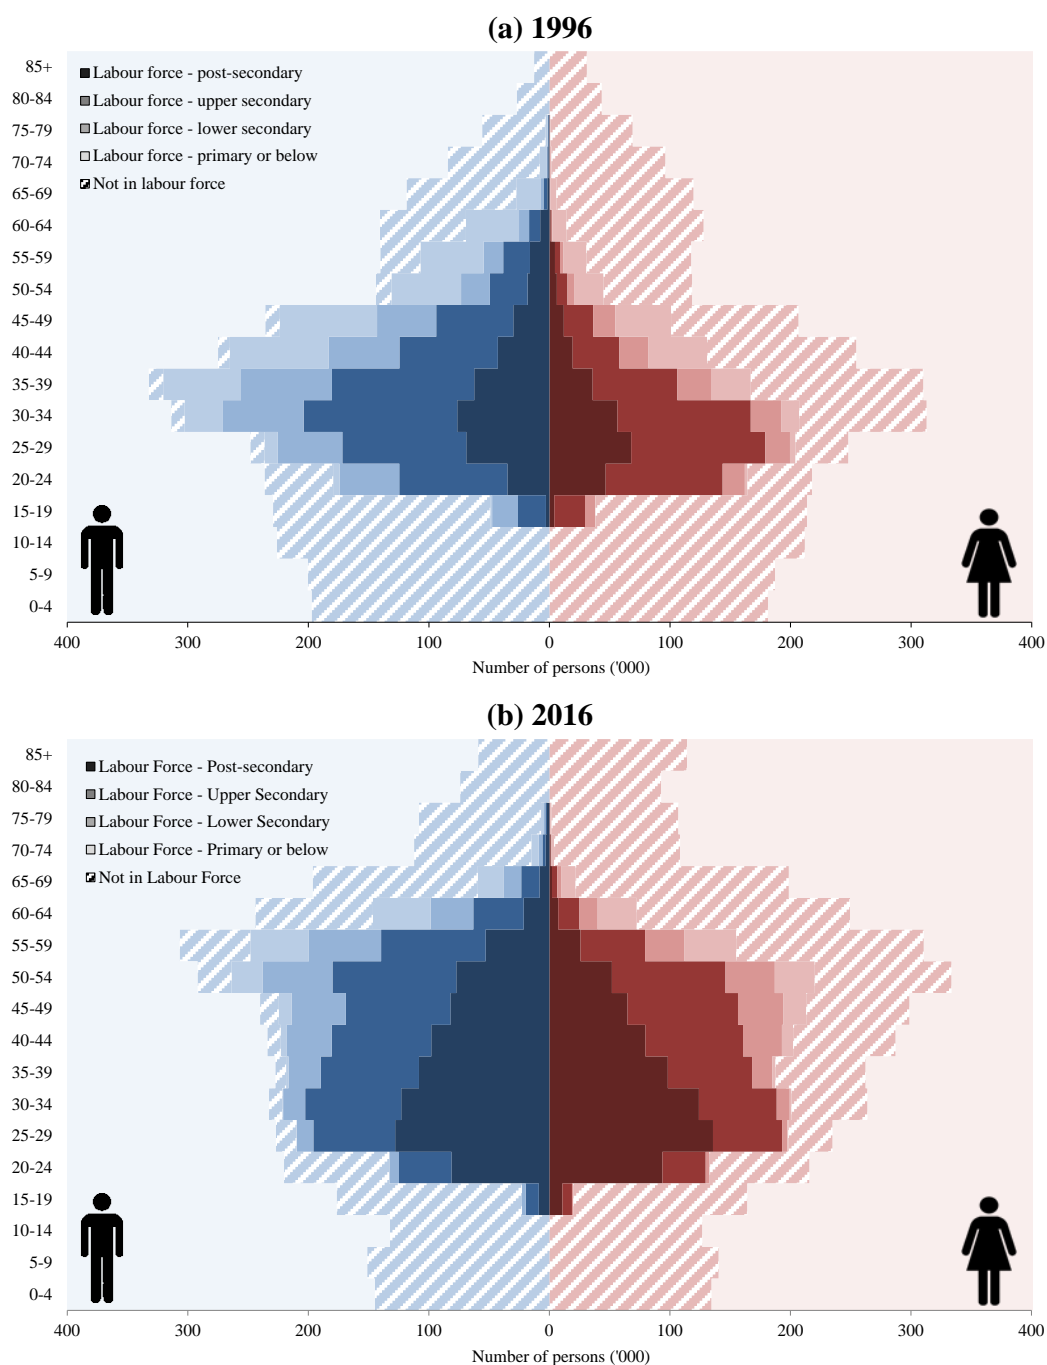 (a) 1996
85+
Labour force - post-secondary
80-84
Labour force - upper secondary
75-79
Labour force - lower secondary
70-74
Labour force - primary or below
65-69
Not in labour force
60-64
55-59
50-54
45-49
40-44
35-39
30-34
25-29
20-24
15-19
10-14
5-9
0-4
400 300 200 100 0 100 200 300 400
Number of persons ('000)
(b) 2016
85+
Labour Force - Post-secondary
80-84
Labour Force - Upper Secondary
75-79
Labour Force - Lower Secondary
70-74
Labour Force - Primary or below
65-69
Not in Labour Force
60-64
55-59
50-54
45-49
40-44
35-39
30-34
25-29
20-24
15-19
10-14
5-9
0-4
400 300 200 100 0 100 200 300 400
Number of persons ('000)